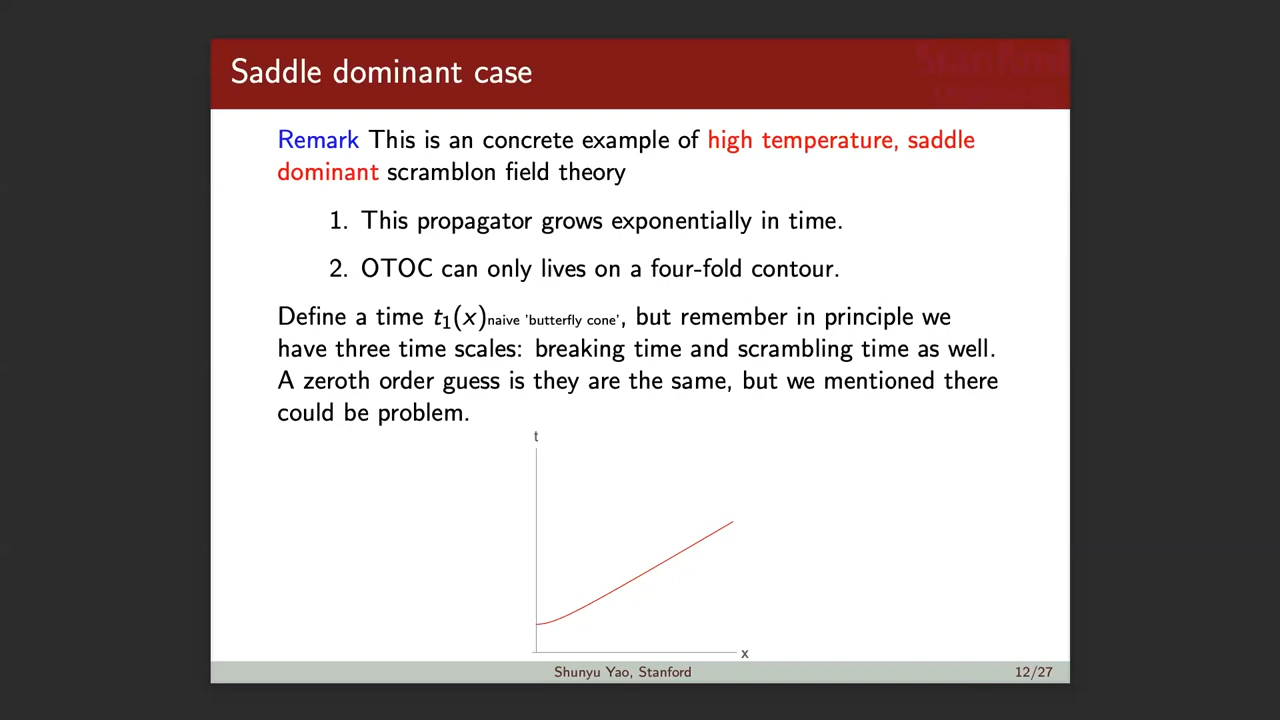 Saddle dominant case
Remark This is an concrete example of high temperature, saddle
dominant scramblon field theory
1. This propagator grows exponentially in time.
2. OTOC can only lives on a four-fold contour.
Define a time t₁(x)naive 'butterfly cone', but remember in principle we
have three time scales: breaking time and scrambling time as well.
A zeroth order guess is they are the same, but we mentioned there
could be problem.
t
x
Shunyu Yao, Stanford
12/27